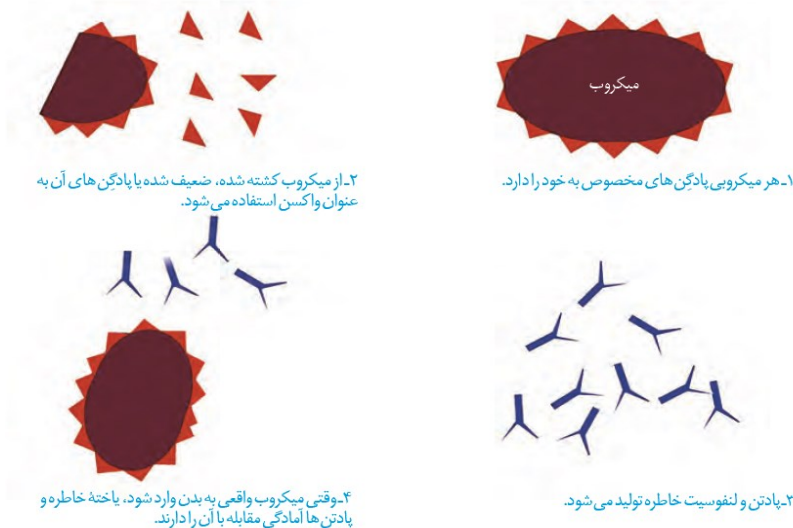 میکروب
۱ـ هر میکروبی پادگِن‌های مخصوص به خود را دارد.
۲ـ از میکروب کشته شده، ضعیف شده یا پادگِن‌های آن به
عنوان واکسن استفاده می‌شود.
۳ـ پادتن و لنفوسیت خاطره تولید می‌شود.
۴ـ وقتی میکروب واقعی به بدن وارد شود، یاختهٔ خاطره و
پادتن‌ها آمادگی مقابله با آن را دارند.